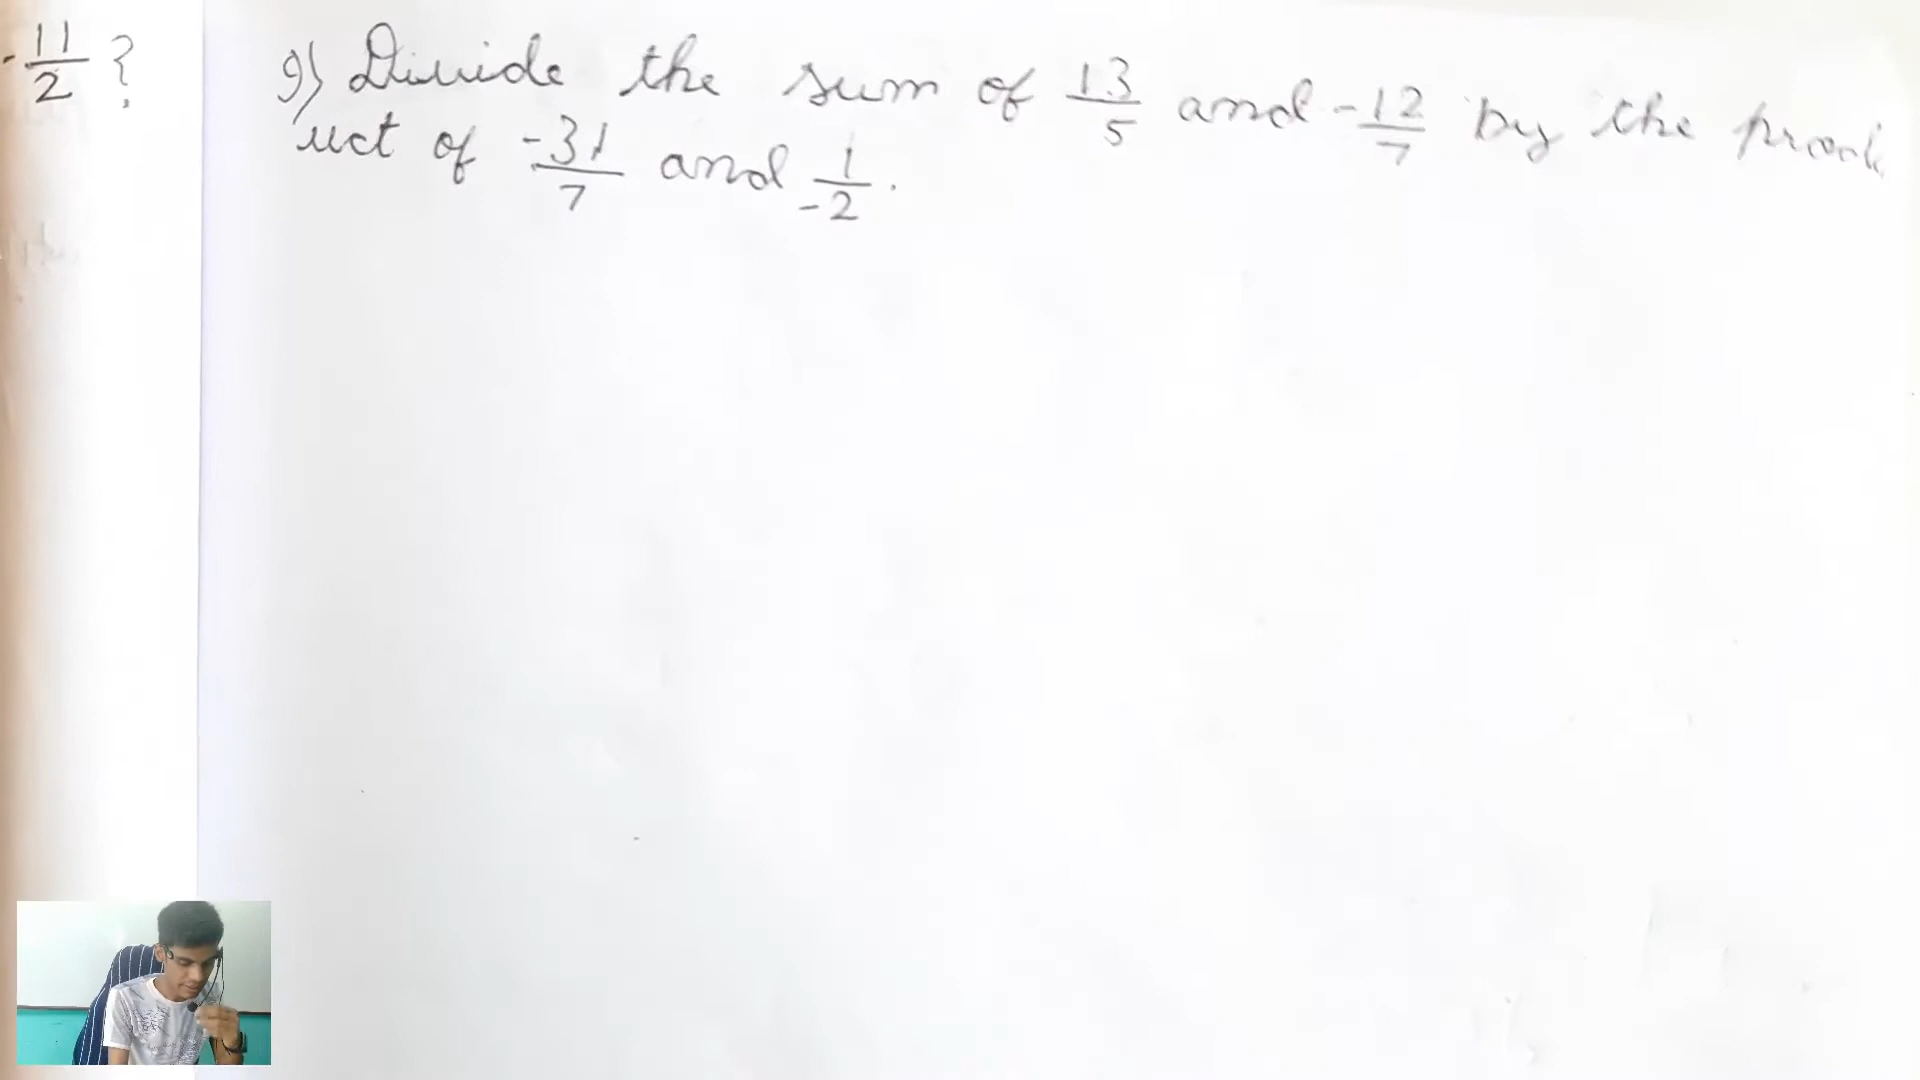 -11/2 ?
9) Divide the sum of 13/5 and -12/7 by the prod
uct of -31/7 and 1/-2.